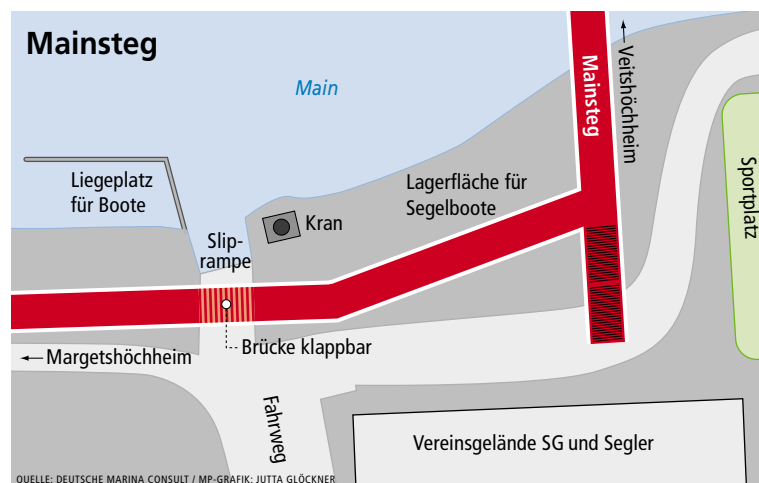 Mainsteg
Main
Mainsteg
Veitshöchheim
Sportplatz
Liegeplatz
für Boote
Lagerfläche für
Segelboote
Kran
Slip-
rampe
Brücke klappbar
Margetshöchheim
Fahrweg
Vereinsgelände SG und Segler
QUELLE: DEUTSCHE MARINA CONSULT / MP-GRAFIK: JUTTA GLÖCKNER